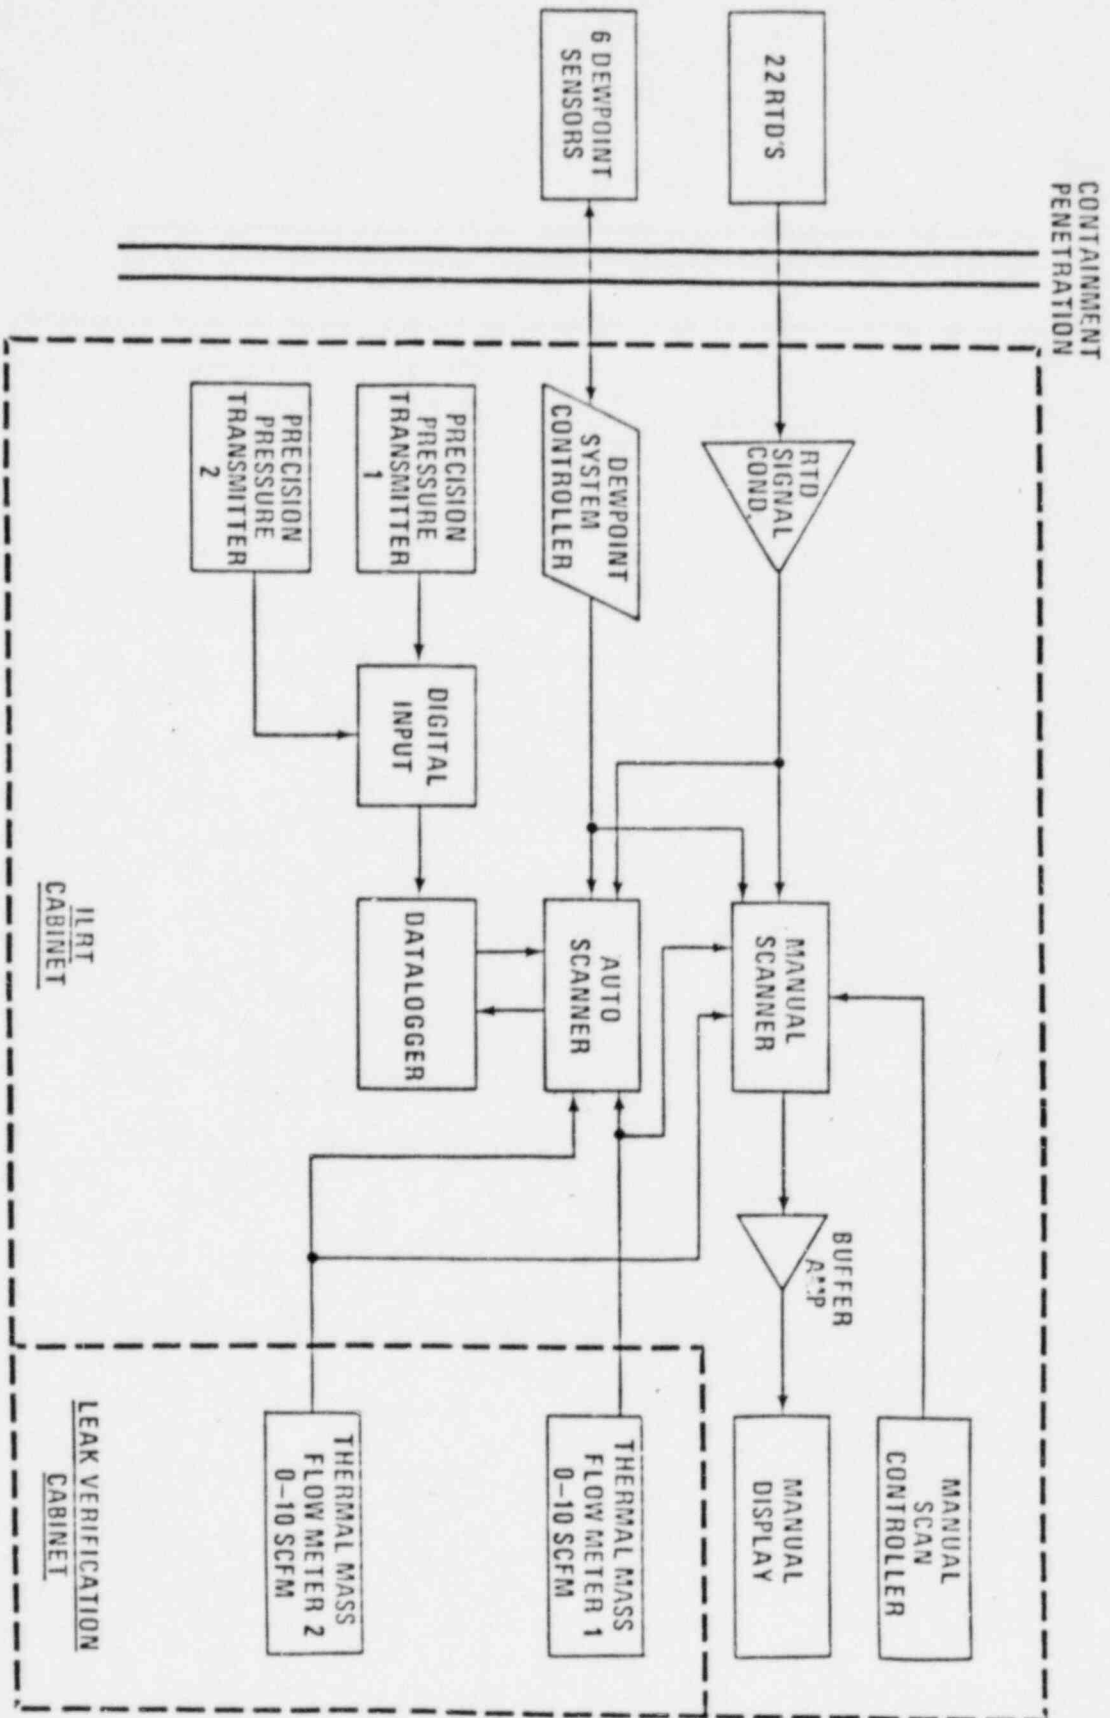 CONTAINMENT
PENETRATION
22 RTD'S
6 DEWPOINT
SENSORS
RTD
SIGNAL
COND.
DEWPOINT
SYSTEM
CONTROLLER
PRECISION
PRESSURE
TRANSMITTER
1
PRECISION
PRESSURE
TRANSMITTER
2
DIGITAL
INPUT
MANUAL
SCANNER
AUTO
SCANNER
DATALOGGER
ILRT
CABINET
BUFFER
AMP
MANUAL
SCAN
CONTROLLER
MANUAL
DISPLAY
THERMAL MASS
FLOW METER 1
0-10 SCFM
THERMAL MASS
FLOW METER 2
0-10 SCFM
LEAK VERIFICATION
CABINET